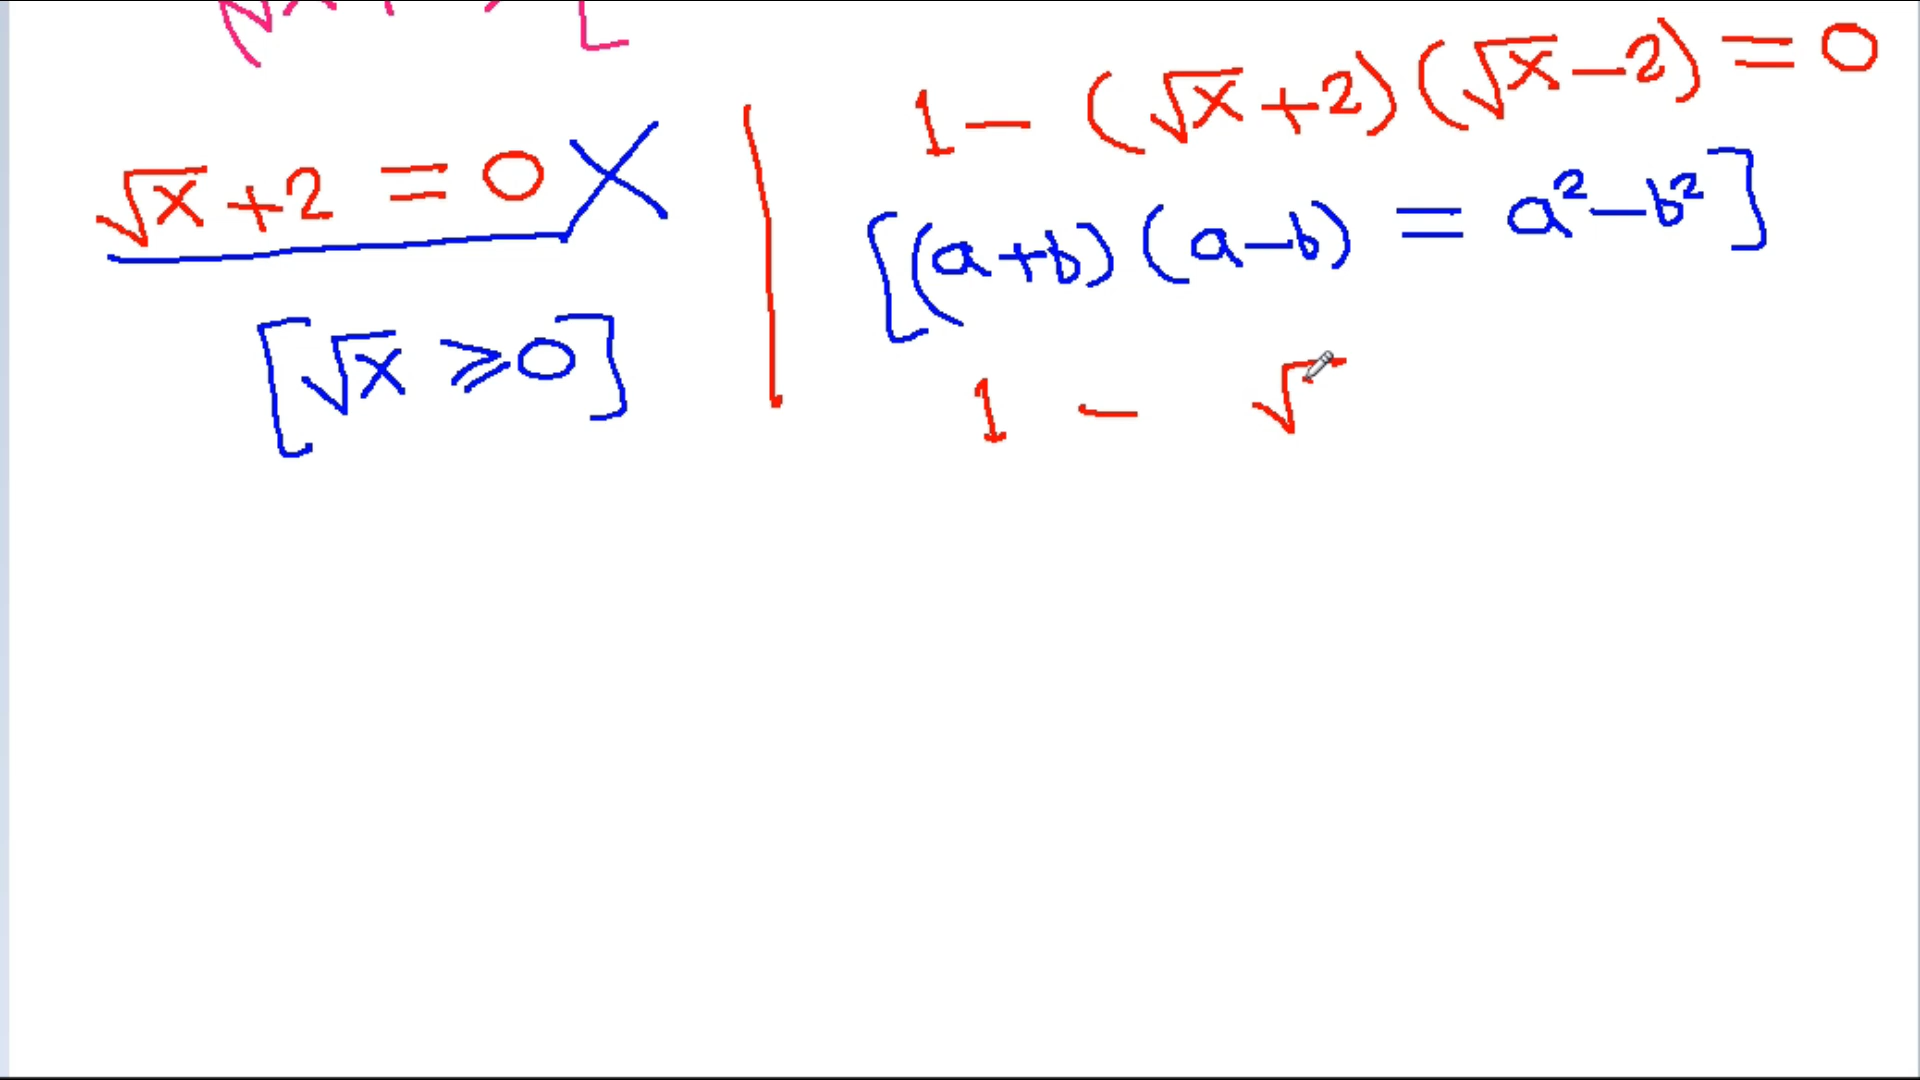 √x + 2 = 0 X
[√x ≥ 0]
1 - (√x + 2)(√x - 2) = 0
[(a+b)(a-b) = a² - b²]
1 - √